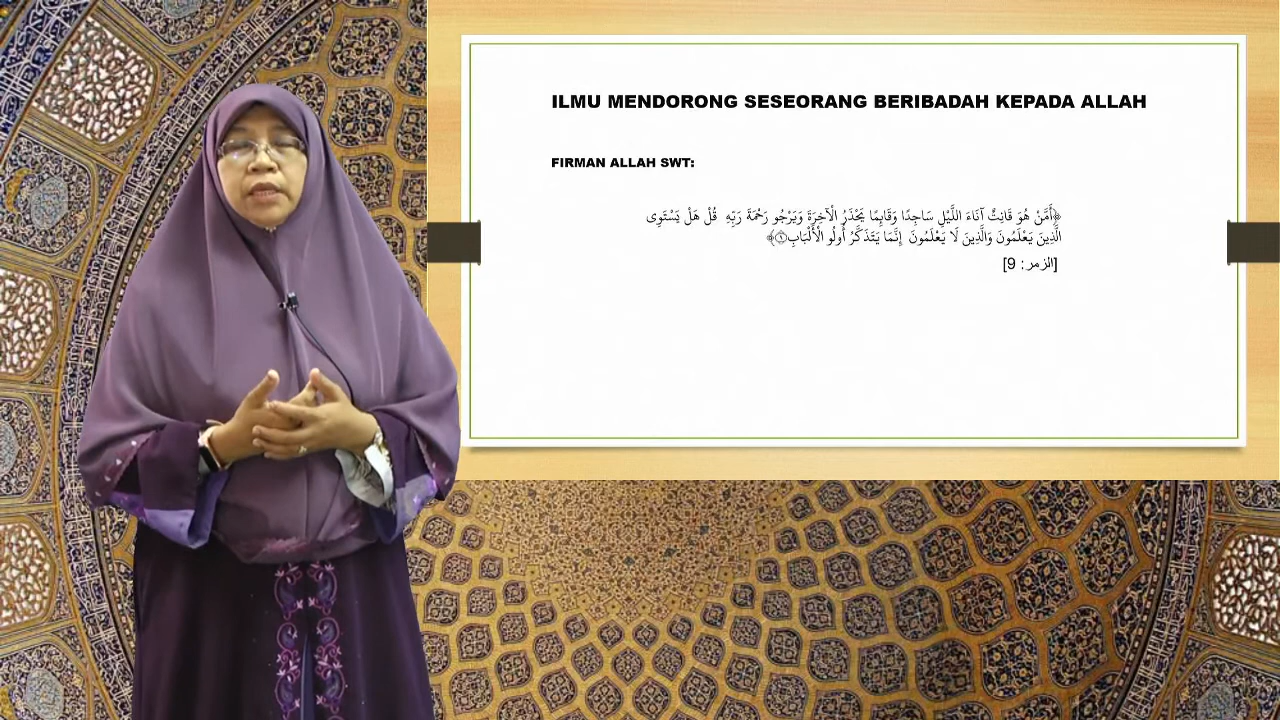 ILMU MENDORONG SESEORANG BERIBADAH KEPADA ALLAH
FIRMAN ALLAH SWT:
﴿أَمَّنْ هُوَ قَانِتٌ آنَاءَ اللَّيْلِ سَاجِدًا وَقَائِمًا يَحْذَرُ الْآخِرَةَ وَيَرْجُو رَحْمَةَ رَبِّهِ قُلْ هَلْ يَسْتَوِى
الَّذِينَ يَعْلَمُونَ وَالَّذِينَ لَا يَعْلَمُونَ إِنَّمَا يَتَذَكَّرُ أُولُو الْأَلْبَابِ۝٩﴾
[الزمر: 9]